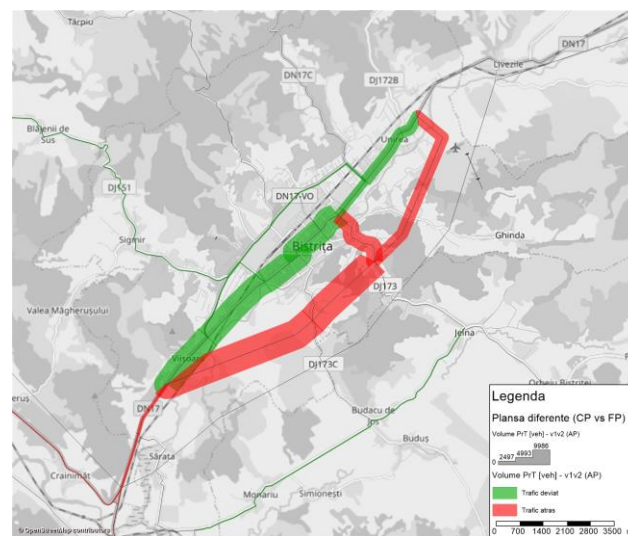 Tărpiu
DN17
Livezile
DN17C
DJ172B
Unirea
Blăjenii de
Sus
DJ151
DN17-VO
Sigmir
Bistrița
Ghinda
DJ173
Valea Măgherușului
Viișoara
Jelna
DJ173C
DN17
Budacu de
Jos
Buduș
Sărata
Crainimăt
Monariu
Simionești
Legenda
Plansa diferente (CP vs FP)
Volume PrT [veh] - v1v2 (AP)
0 2497 4993 9986
Volume PrT [veh] - v1v2 (AP)
Trafic deviat
Trafic atras
0 700 1400 2100 2800 3500
© OpenStreetMap contributors